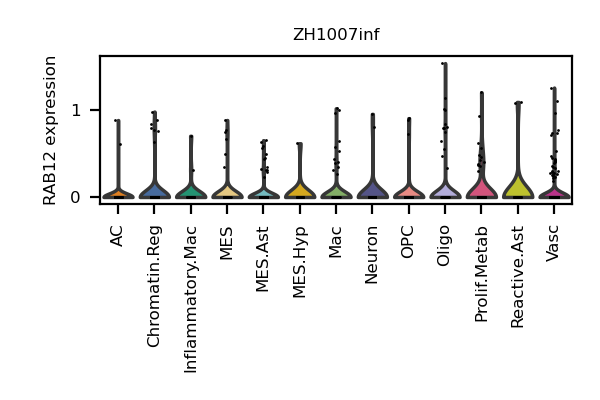 ZH1007inf
RAB12 expression
1
0
AC
Chromatin.Reg
Inflammatory.Mac
MES
MES.Ast
MES.Hyp
Mac
Neuron
OPC
Oligo
Prolif.Metab
Reactive.Ast
Vasc